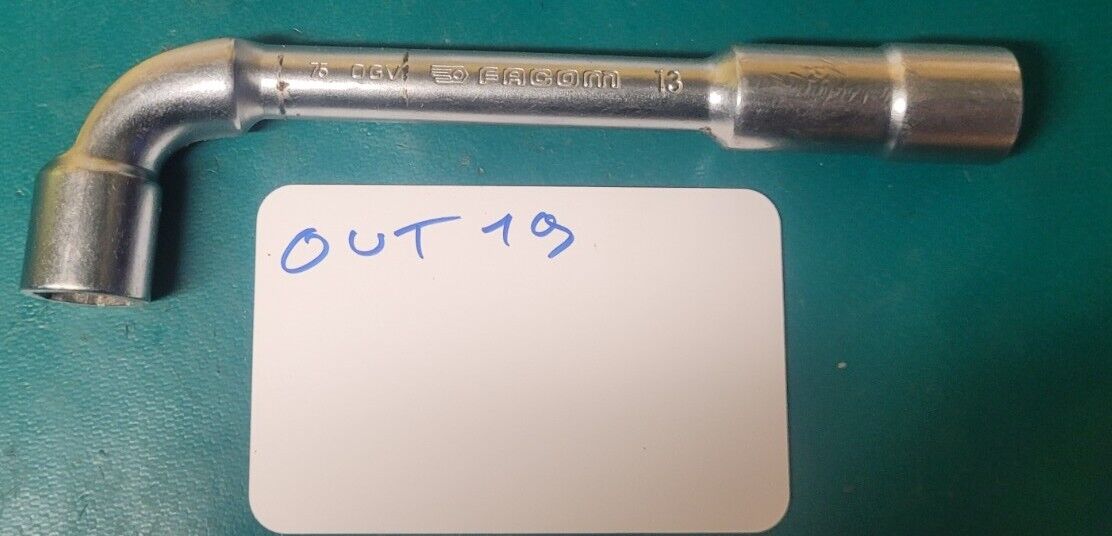 75 OGV FACOM 13
OUT 19